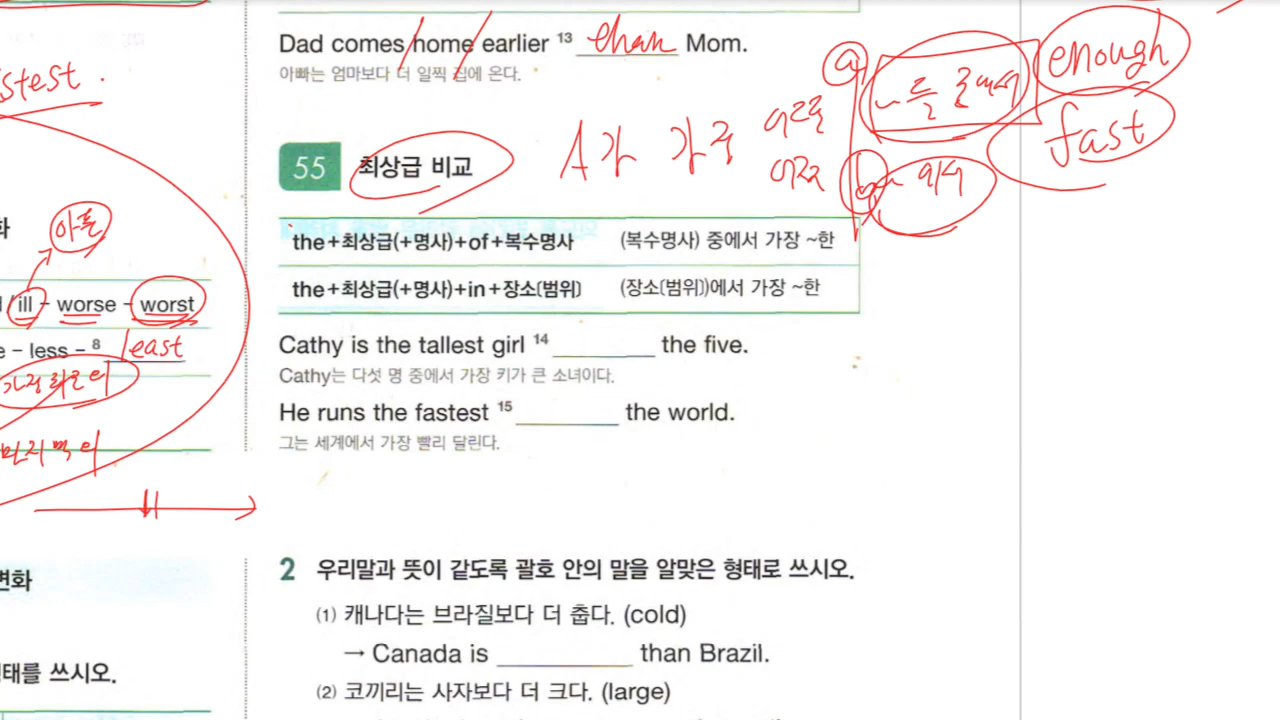 Dad comes home earlier 13 than Mom.
아빠는 엄마보다 더 일찍 집에 온다.
enough
fast
stest.
55 최상급 비교
A가 가장
the+최상급(+명사)+of+복수명사 (복수명사) 중에서 가장 ~한
the+최상급(+명사)+in+장소[범위] (장소[범위])에서 가장 ~한
화
아픈
ill - worse - worst
e - less - 8 least
Cathy is the tallest girl 14 ______ the five.
Cathy는 다섯 명 중에서 가장 키가 큰 소녀이다.
He runs the fastest 15 ______ the world.
그는 세계에서 가장 빨리 달린다.
변화
형태를 쓰시오.
2 우리말과 뜻이 같도록 괄호 안의 말을 알맞은 형태로 쓰시오.
(1) 캐나다는 브라질보다 더 춥다. (cold)
→ Canada is ______ than Brazil.
(2) 코끼리는 사자보다 더 크다. (large)